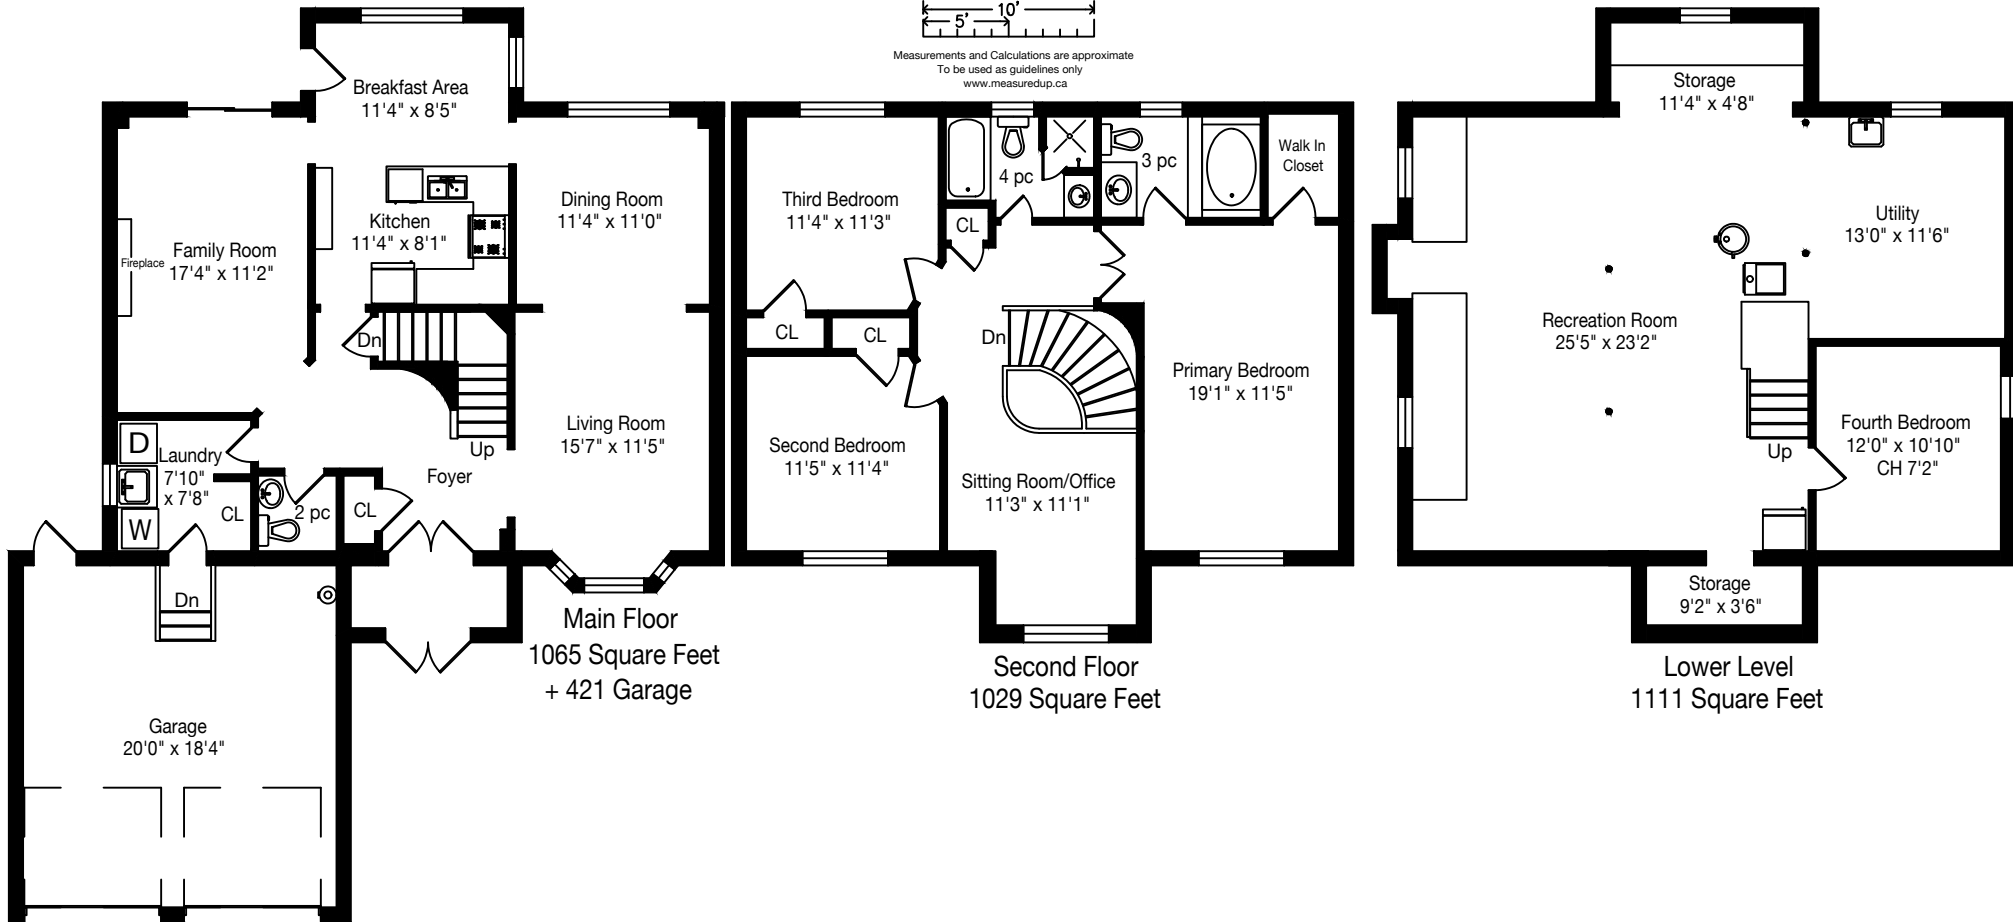 10'
5'
Measurements and Calculations are approximate
To be used as guidelines only
www.measuredup.ca
Breakfast Area
11'4" x 8'5"
Kitchen
11'4" x 8'1"
Dining Room
11'4" x 11'0"
Family Room
17'4" x 11'2"
Fireplace
Dn
Up
Living Room
15'7" x 11'5"
Foyer
D
Laundry
7'10"
x 7'8"
W
CL
2 pc
CL
Dn
Garage
20'0" x 18'4"
Main Floor
1065 Square Feet
+ 421 Garage
Third Bedroom
11'4" x 11'3"
4 pc
3 pc
Walk In
Closet
CL
CL
CL
Dn
Primary Bedroom
19'1" x 11'5"
Second Bedroom
11'5" x 11'4"
Sitting Room/Office
11'3" x 11'1"
Second Floor
1029 Square Feet
Storage
11'4" x 4'8"
Utility
13'0" x 11'6"
Recreation Room
25'5" x 23'2"
Up
Fourth Bedroom
12'0" x 10'10"
CH 7'2"
Storage
9'2" x 3'6"
Lower Level
1111 Square Feet